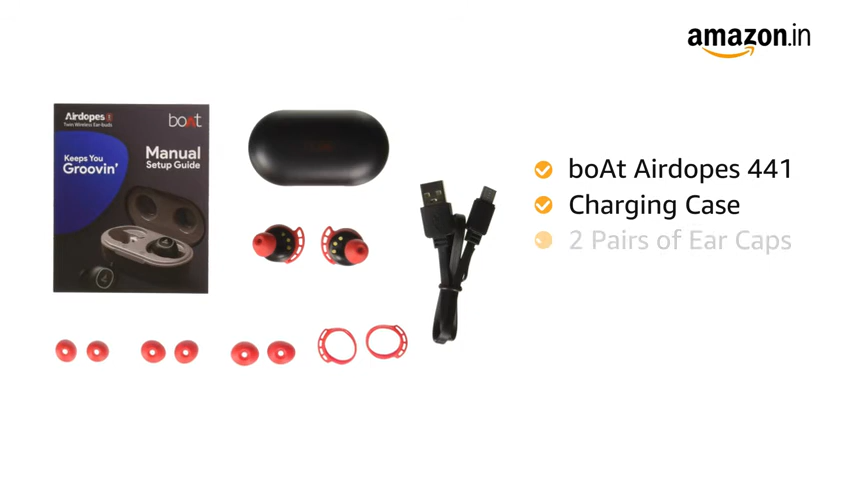 amazon.in
Airdopes
Twin Wireless Ear-buds
boAt
Keeps You
Groovin'
Manual
Setup Guide
boAt Airdopes 441
Charging Case
2 Pairs of Ear Caps